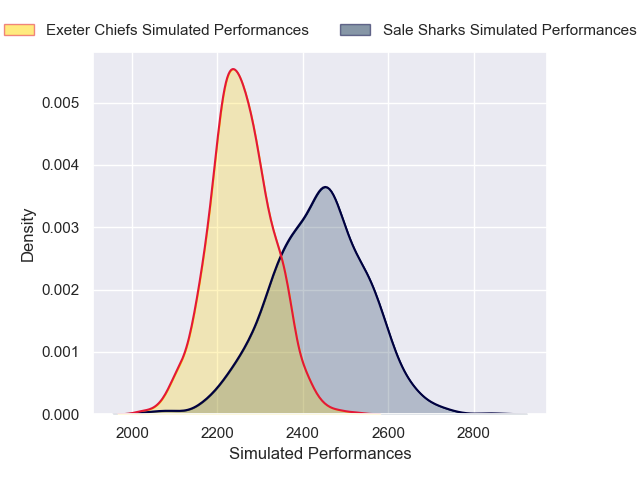 Exeter Chiefs Simulated Performances Sale Sharks Simulated Performances
0.005
0.004
0.003
0.002
0.001
0.000
Density
2000 2200 2400 2600 2800
Simulated Performances